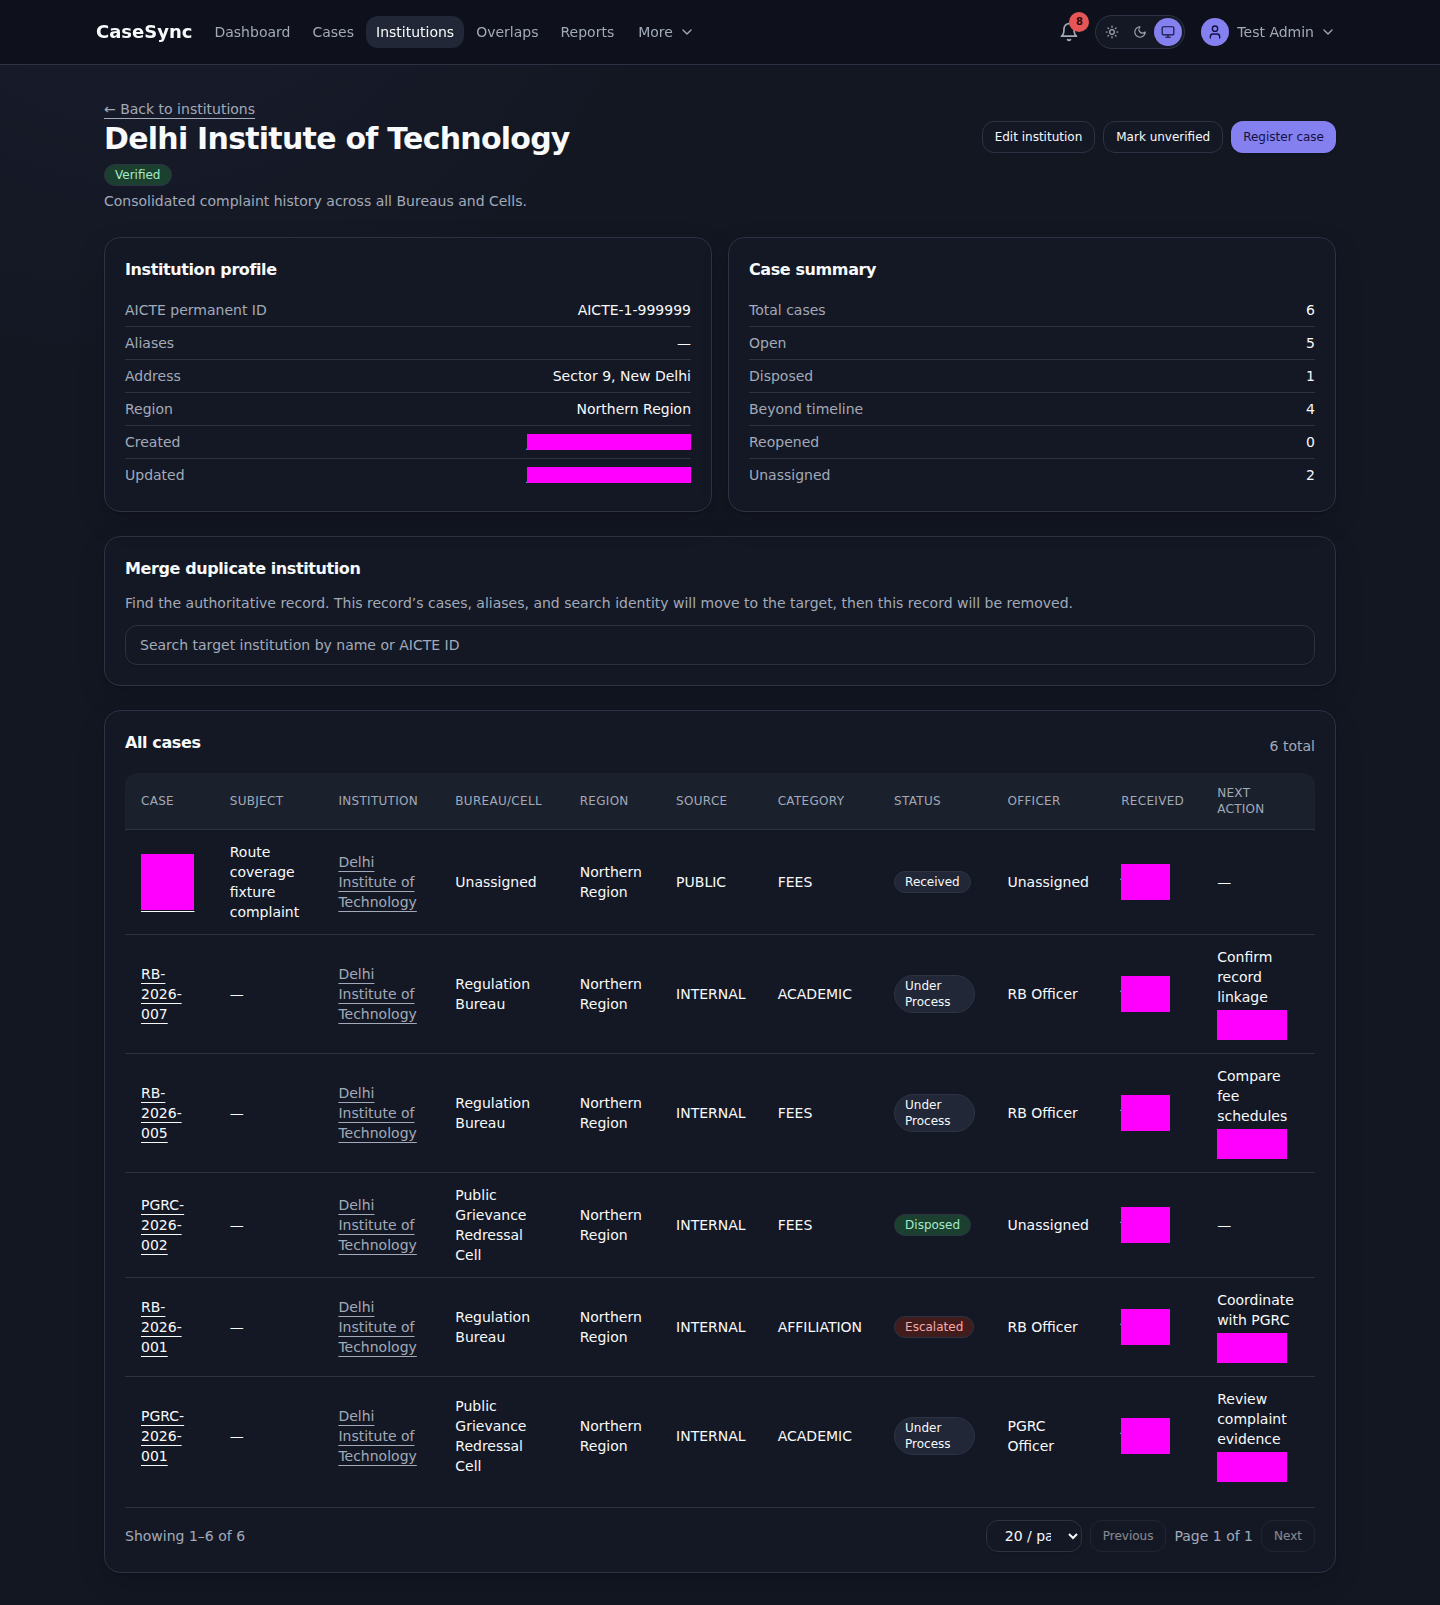 CaseSync Dashboard Cases Institutions Overlaps Reports More 8 Test Admin
← Back to institutions
Delhi Institute of Technology
Edit institution Mark unverified Register case
Verified
Consolidated complaint history across all Bureaus and Cells.
Institution profile
AICTE permanent ID AICTE-1-999999
Aliases —
Address Sector 9, New Delhi
Region Northern Region
Created
Updated
Case summary
Total cases 6
Open 5
Disposed 1
Beyond timeline 4
Reopened 0
Unassigned 2
Merge duplicate institution
Find the authoritative record. This record’s cases, aliases, and search identity will move to the target, then this record will be removed.
Search target institution by name or AICTE ID
All cases
6 total
CASE SUBJECT INSTITUTION BUREAU/CELL REGION SOURCE CATEGORY STATUS OFFICER RECEIVED NEXT ACTION
Route coverage fixture complaint Delhi Institute of Technology Unassigned Northern Region PUBLIC FEES Received Unassigned —
RB-2026-007 — Delhi Institute of Technology Regulation Bureau Northern Region INTERNAL ACADEMIC Under Process RB Officer Confirm record linkage
RB-2026-005 — Delhi Institute of Technology Regulation Bureau Northern Region INTERNAL FEES Under Process RB Officer Compare fee schedules
PGRC-2026-002 — Delhi Institute of Technology Public Grievance Redressal Cell Northern Region INTERNAL FEES Disposed Unassigned —
RB-2026-001 — Delhi Institute of Technology Regulation Bureau Northern Region INTERNAL AFFILIATION Escalated RB Officer Coordinate with PGRC
PGRC-2026-001 — Delhi Institute of Technology Public Grievance Redressal Cell Northern Region INTERNAL ACADEMIC Under Process PGRC Officer Review complaint evidence
Showing 1–6 of 6
20 / pa Previous Page 1 of 1 Next